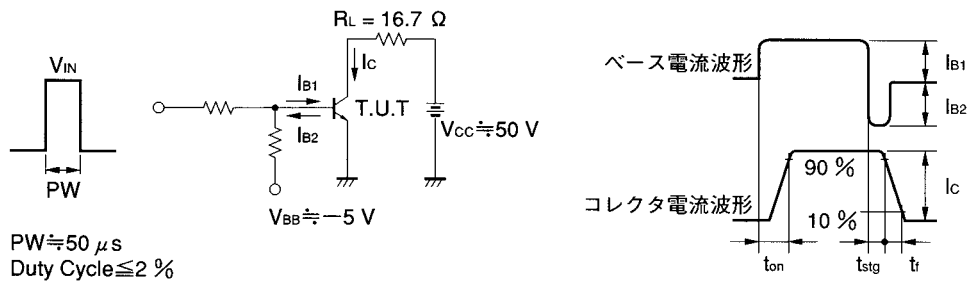 RL = 16.7 Ω
VIN
IC
IB1
T.U.T
IB2
VCC≒50 V
PW
VBB≒−5 V
PW≒50 μs
Duty Cycle≦2 %
ベース電流波形
IB1
IB2
90 %
コレクタ電流波形
IC
10 %
ton
tstg
tf